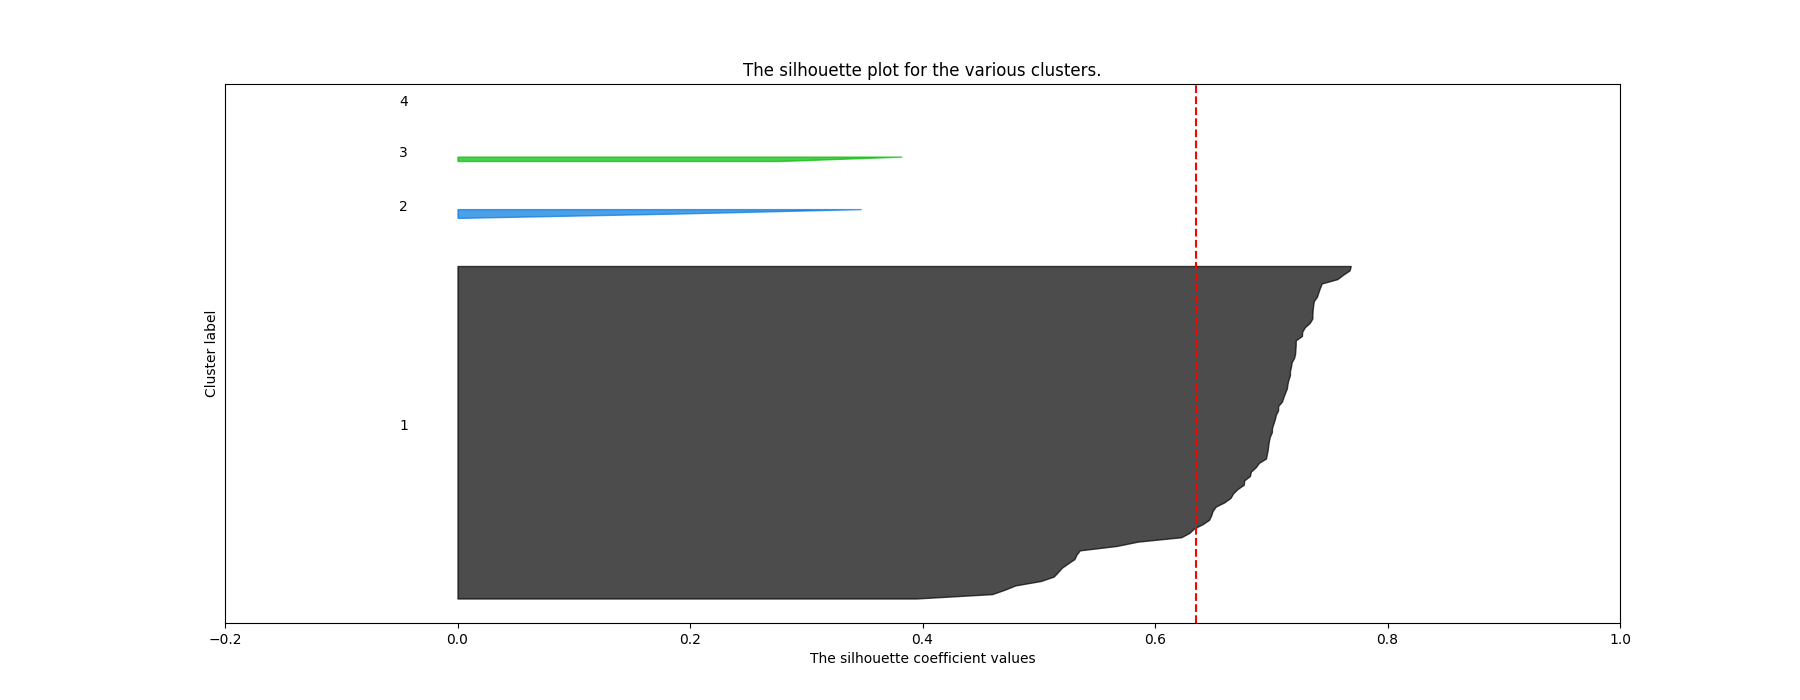 The silhouette plot for the various clusters.
4
3
2
1
Cluster label
−0.2 0.0 0.2 0.4 0.6 0.8 1.0
The silhouette coefficient values